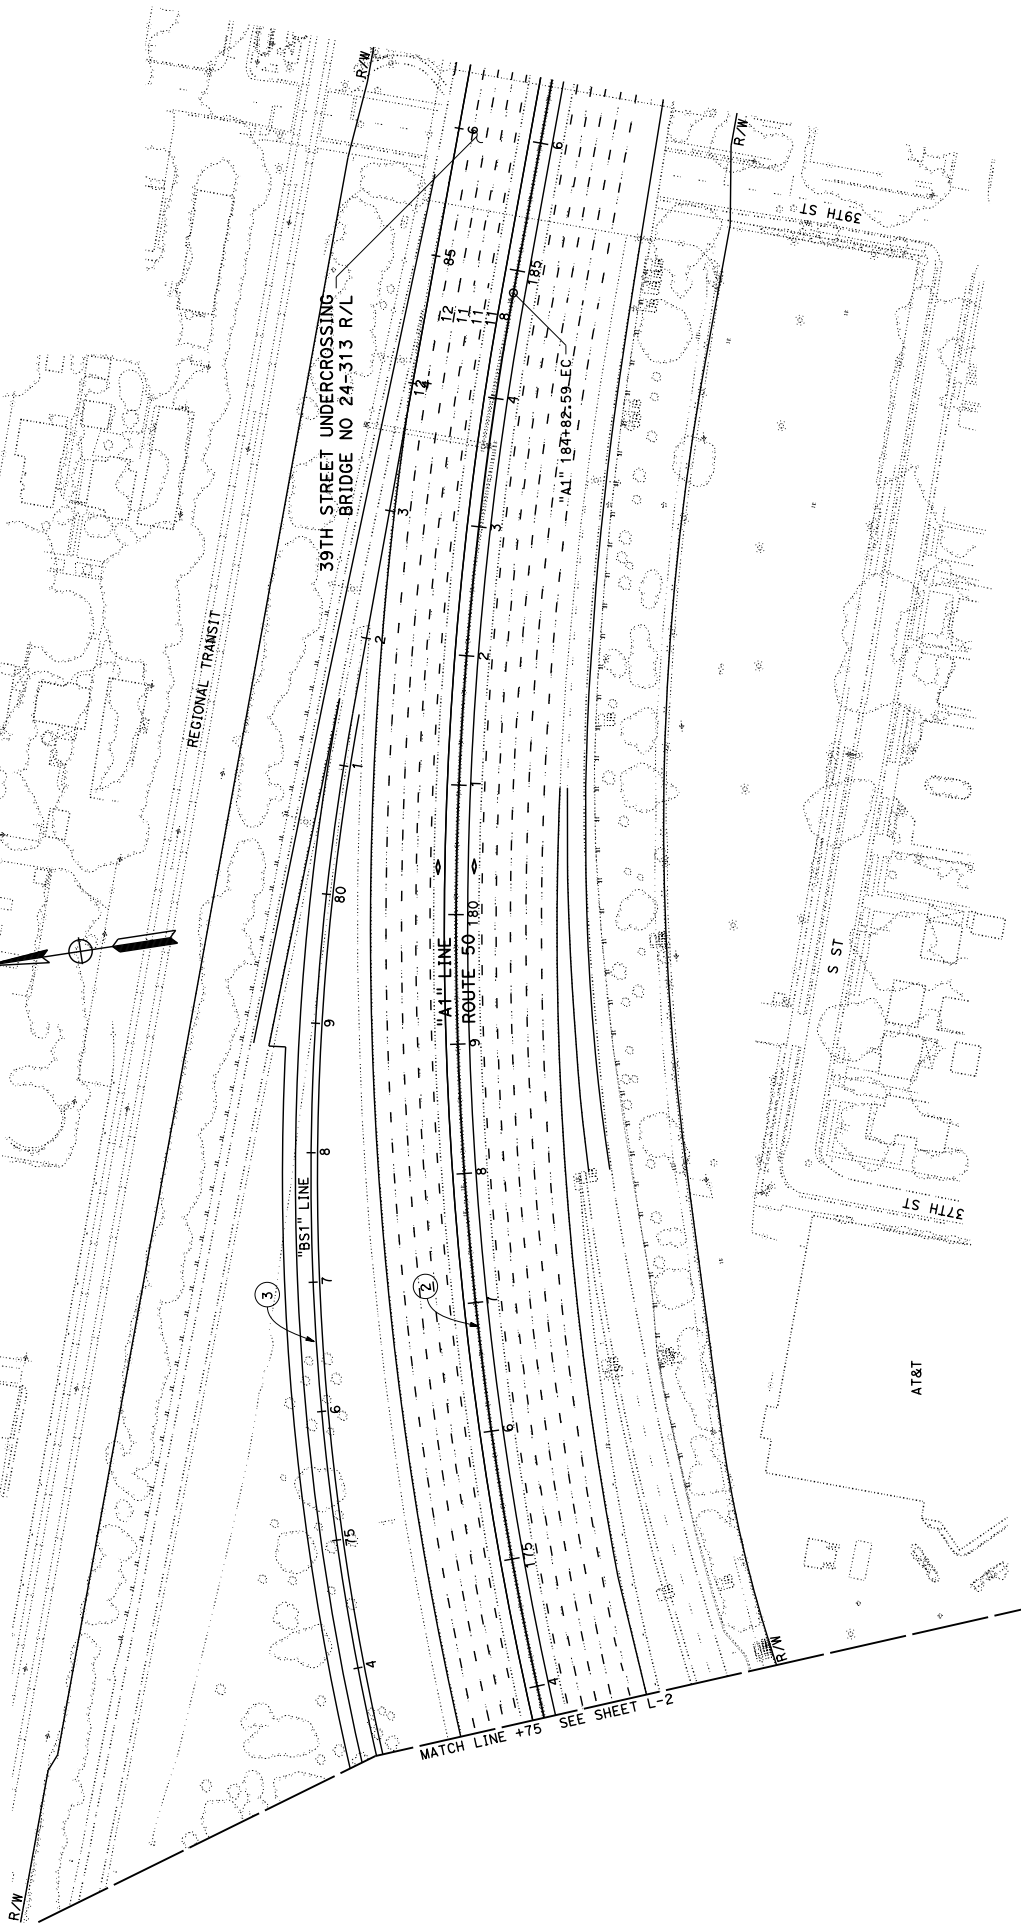 R/W
R/W
39TH ST
39TH STREET UNDERCROSSING
BRIDGE NO 24-313 R/L
REGIONAL TRANSIT
6
6
85
185
12
11
11
11
8
12
4
4
"A1" 184+82.59 EC
3
3
2
2
1
1
80
180
"A1" LINE
ROUTE 50
S ST
9
9
8
8
"BS1" LINE
37TH ST
7
7
3
2
6
6
AT&T
75
175
4
4
R/W
MATCH LINE +75 SEE SHEET L-2
R/W